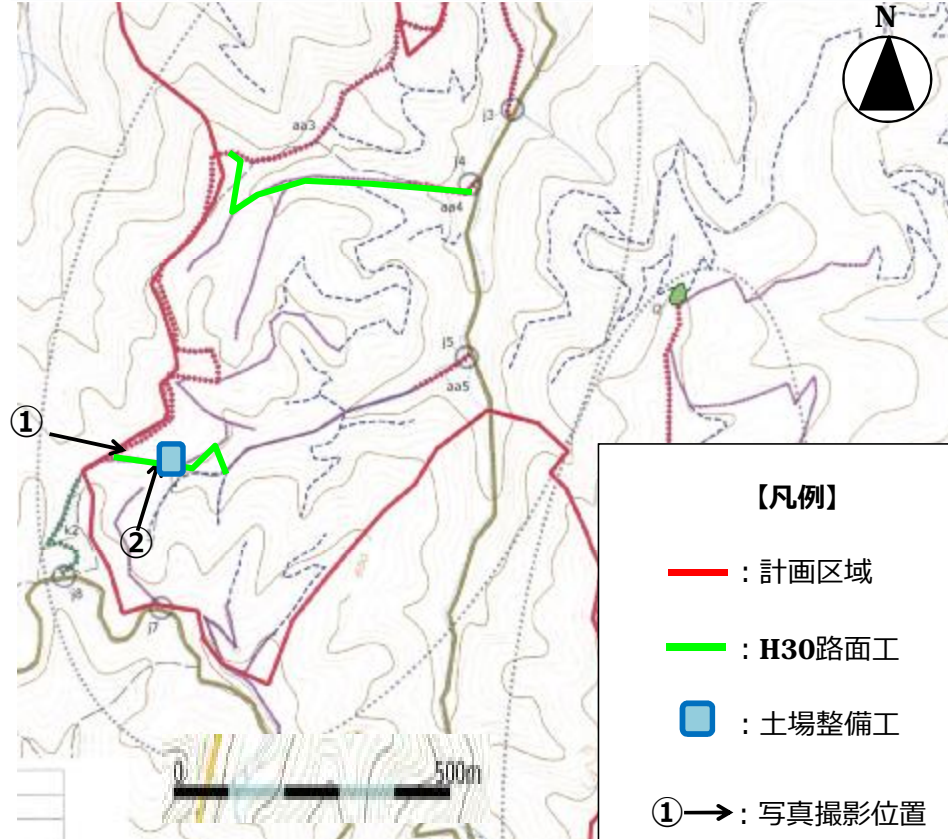 N
j3
aa3
j4
aa4
j5
aa5
①
②
j8
j7
0 500m
【凡例】
：計画区域
：H30路面工
：土場整備工
①：写真撮影位置